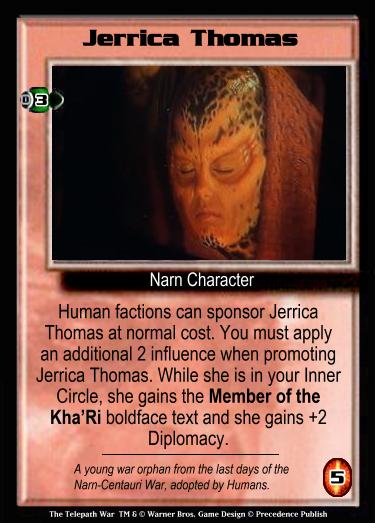 Jerrica Thomas
D 3
Narn Character
Human factions can sponsor Jerrica
Thomas at normal cost. You must apply
an additional 2 influence when promoting
Jerrica Thomas. While she is in your Inner
Circle, she gains the Member of the
Kha'Ri boldface text and she gains +2
Diplomacy.
A young war orphan from the last days of the
Narn-Centauri War, adopted by Humans.
5
The Telepath War TM & © Warner Bros. Game Design © Precedence Publish